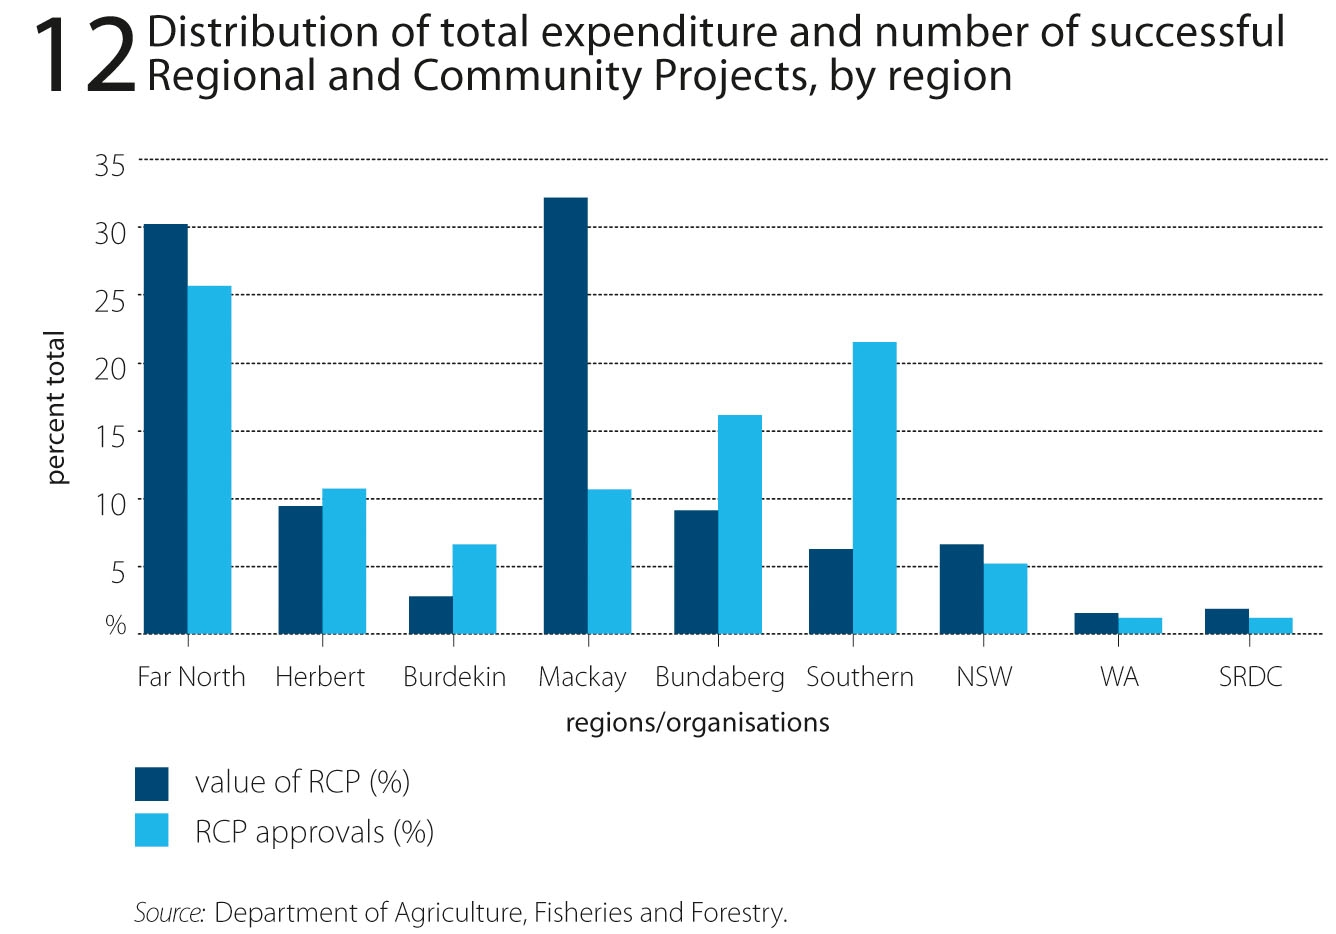 12 Distribution of total expenditure and number of successful
Regional and Community Projects, by region
35
30
25
20
15
10
5
%
percent total
Far North Herbert Burdekin Mackay Bundaberg Southern NSW WA SRDC
regions/organisations
value of RCP (%)
RCP approvals (%)
Source: Department of Agriculture, Fisheries and Forestry.